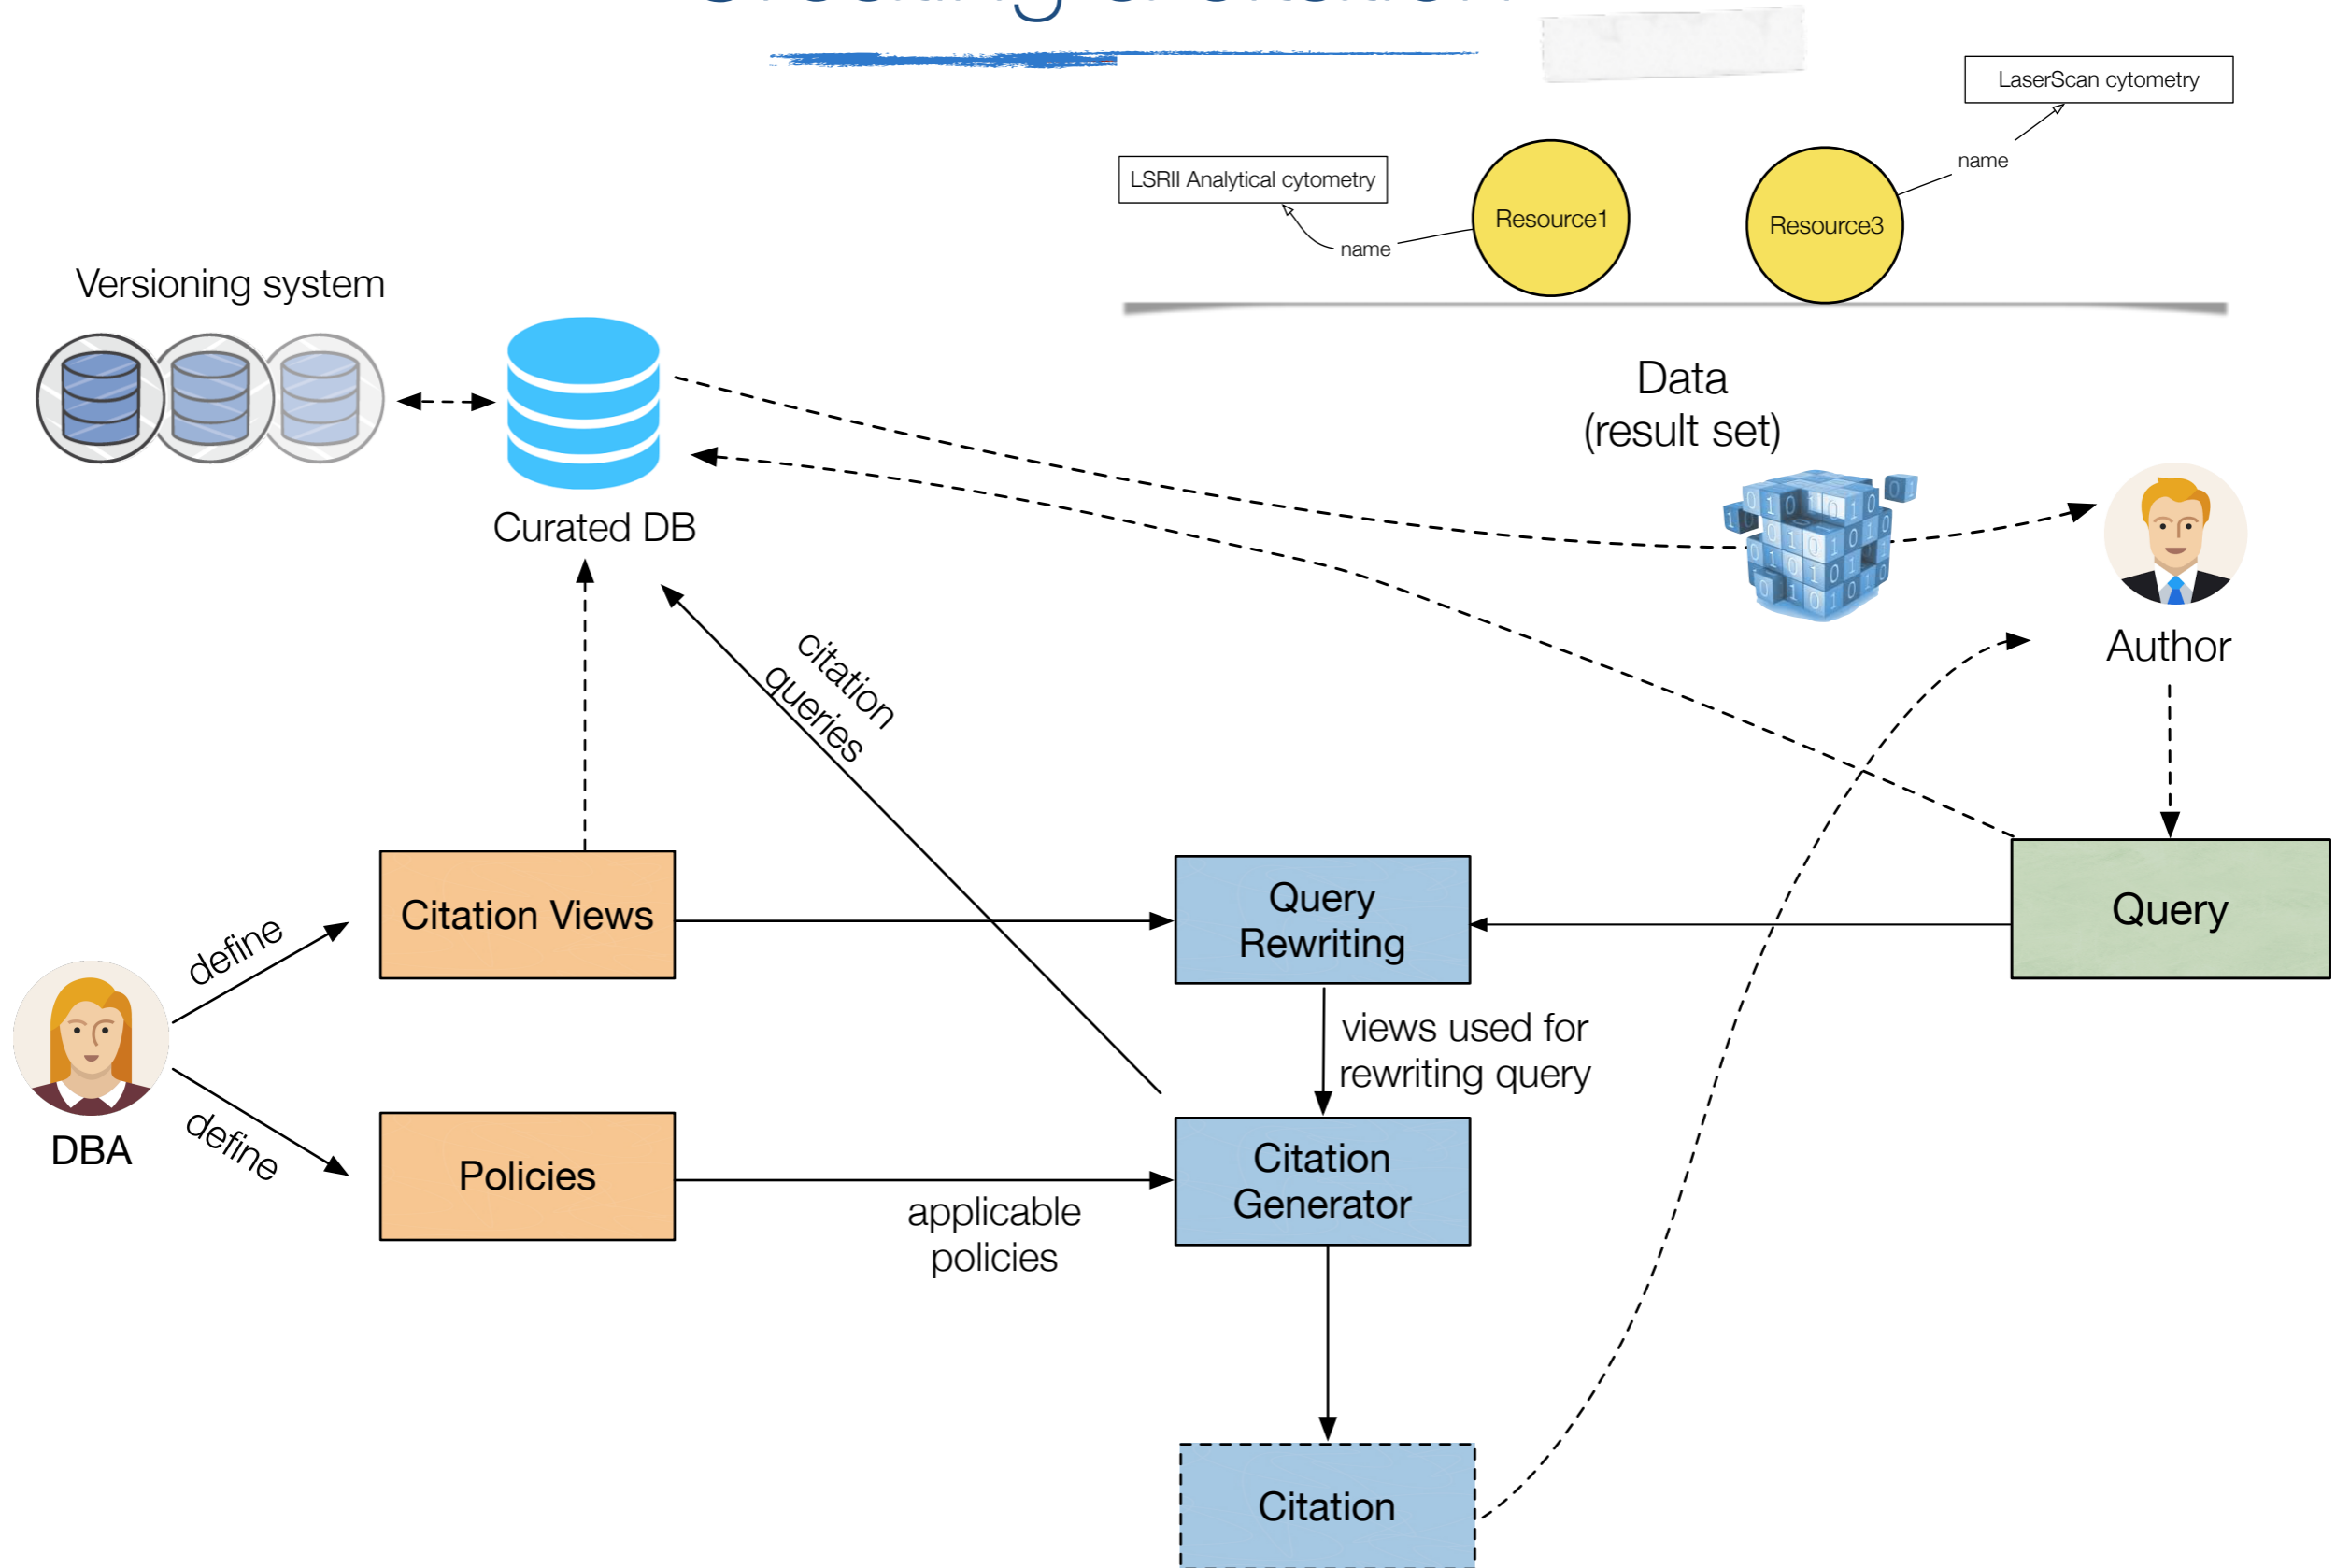 LaserScan cytometry
name
LSRII Analytical cytometry
Resource1
Resource3
name
Versioning system
Data
(result set)
Curated DB
citation
queries
Author
Citation Views
Query
Rewriting
Query
define
views used for
rewriting query
DBA
define
Policies
Citation
Generator
applicable
policies
Citation